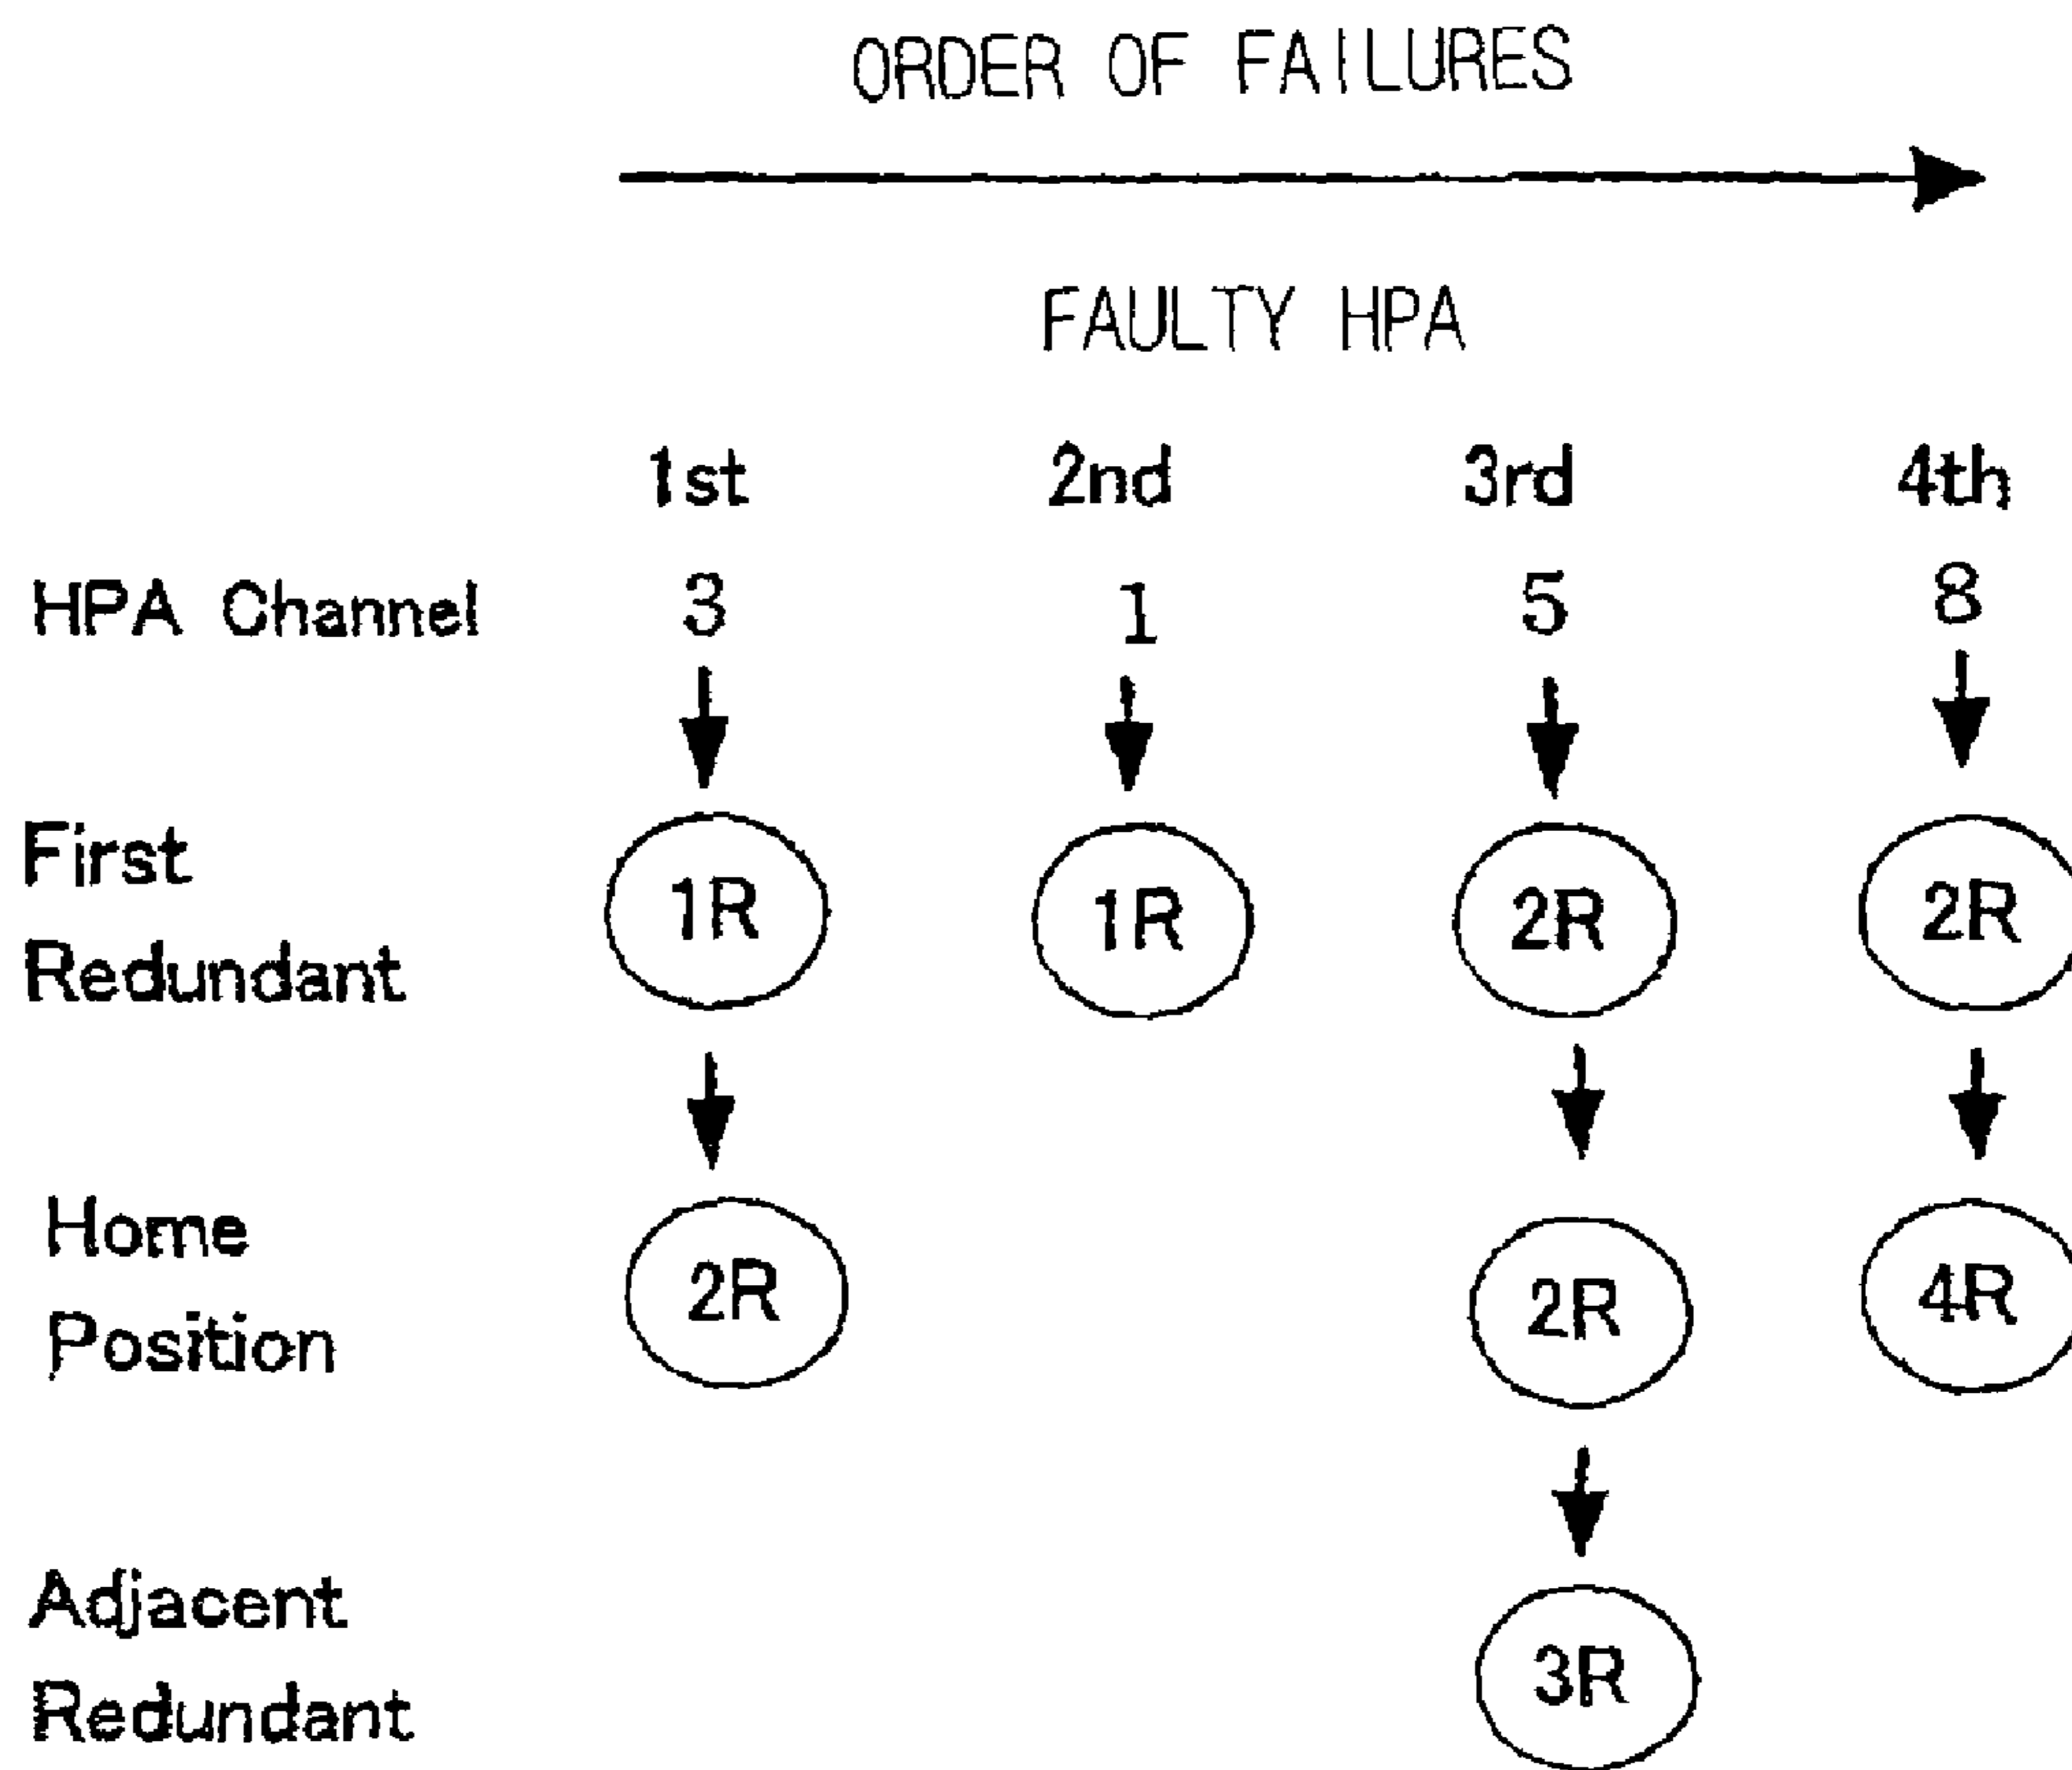 ORDER OF FAILURES
FAULTY HPA
1st 2nd 3rd 4th
HPA Channel 3 1 5 8
First
Redundant
1R 1R 2R 2R
Home
Position
2R 2R 4R
Adjacent
Redundant
3R